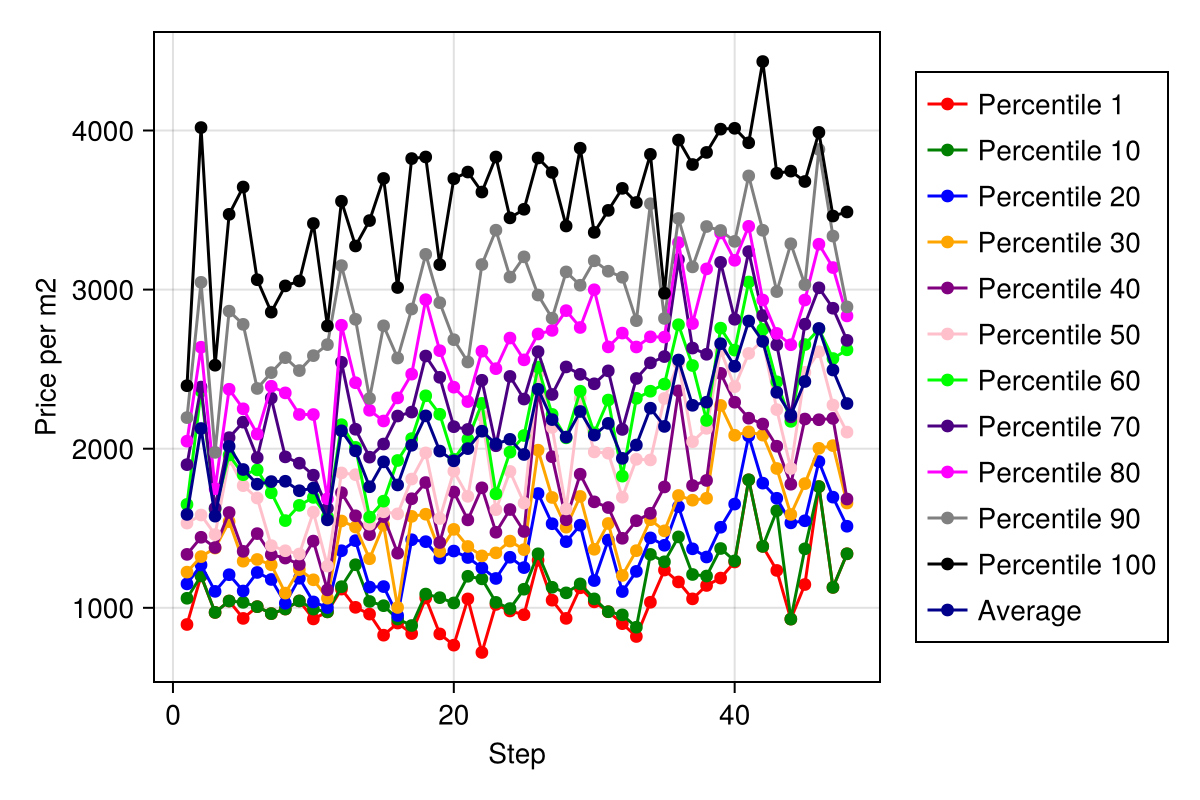 4000
3000
2000
1000
0
20
40
Price per m2
Step
Percentile 1
Percentile 10
Percentile 20
Percentile 30
Percentile 40
Percentile 50
Percentile 60
Percentile 70
Percentile 80
Percentile 90
Percentile 100
Average